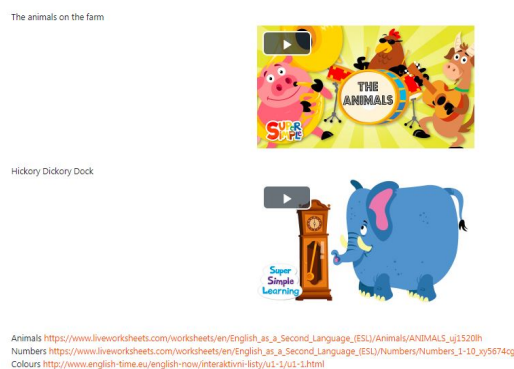 The animals on the farm
THE
ANIMALS
SUPER
SIMPLE
Hickory Dickory Dock
Super
Simple
Learning
Animals https://www.liveworksheets.com/worksheets/en/English_as_a_Second_Language_(ESL)/Animals/ANIMALS_uj1520lh
Numbers https://www.liveworksheets.com/worksheets/en/English_as_a_Second_Language_(ESL)/Numbers/Numbers_1-10_xy5674cg
Colours http://www.english-time.eu/english-now/interaktivni-listy/u1-1/u1-1.html